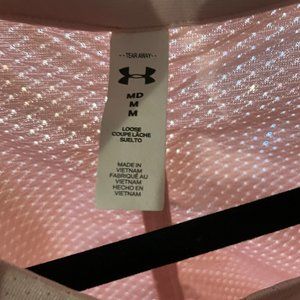 --TEAR AWAY--
MD
M
M
LOOSE
COUPE LÂCHE
SUELTO
MADE IN
VIETNAM
FABRIQUÉ AU
VIETNAM
HECHO EN
VIETNAM